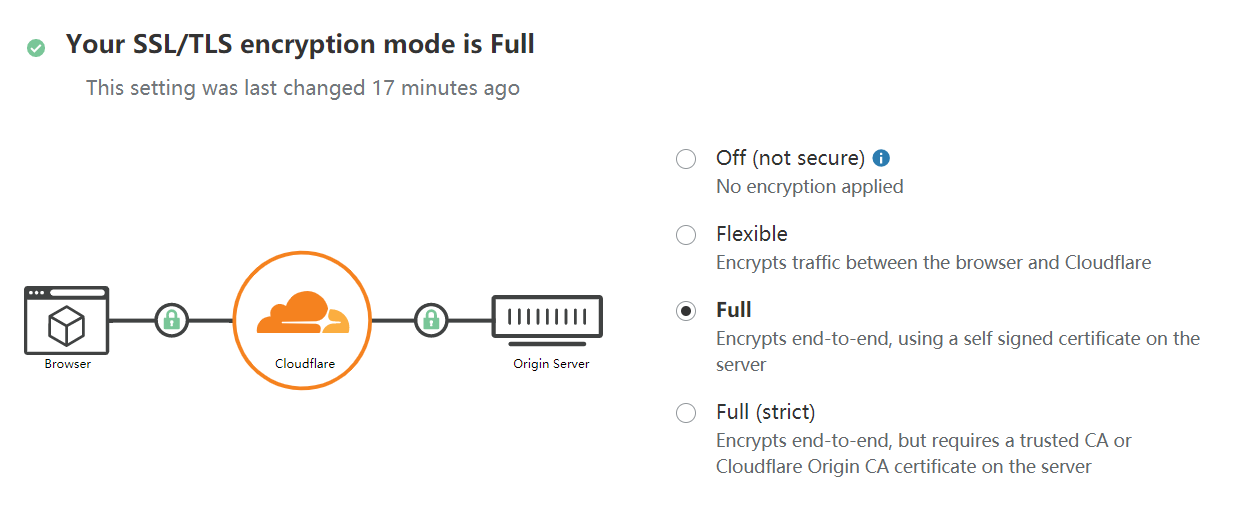 Your SSL/TLS encryption mode is Full
This setting was last changed 17 minutes ago
Browser
Cloudflare
Origin Server
Off (not secure)
No encryption applied
Flexible
Encrypts traffic between the browser and Cloudflare
Full
Encrypts end-to-end, using a self signed certificate on the
server
Full (strict)
Encrypts end-to-end, but requires a trusted CA or
Cloudflare Origin CA certificate on the server